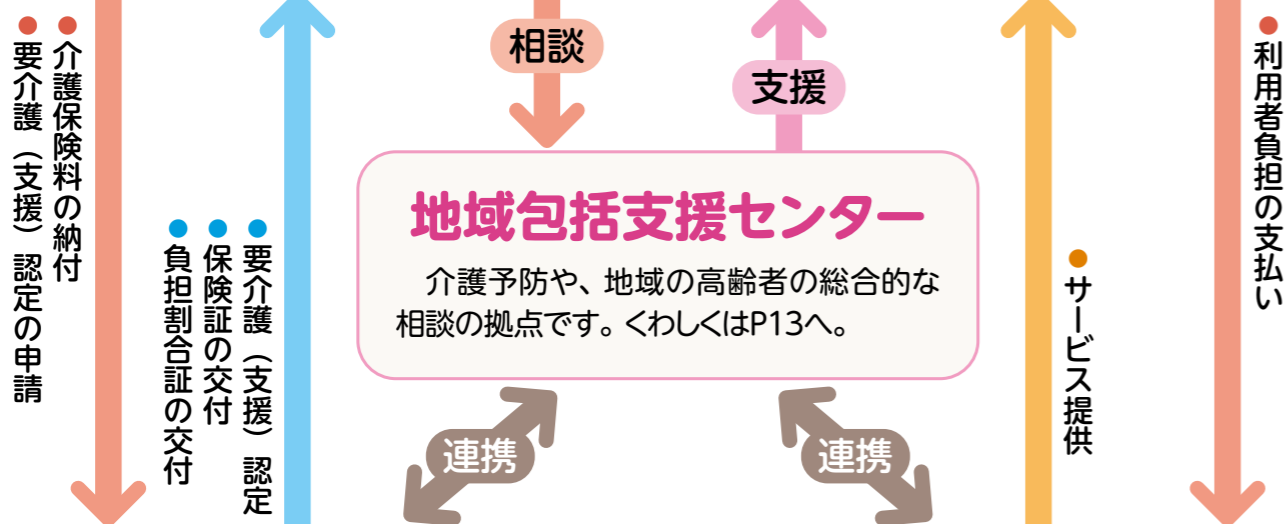 ●介護保険料の納付
●要介護（支援）認定の申請
●要介護（支援）認定
●保険証の交付
●負担割合証の交付
相談
支援
地域包括支援センター
介護予防や、地域の高齢者の総合的な
相談の拠点です。くわしくはP13へ。
連携
連携
●サービス提供
●利用者負担の支払い